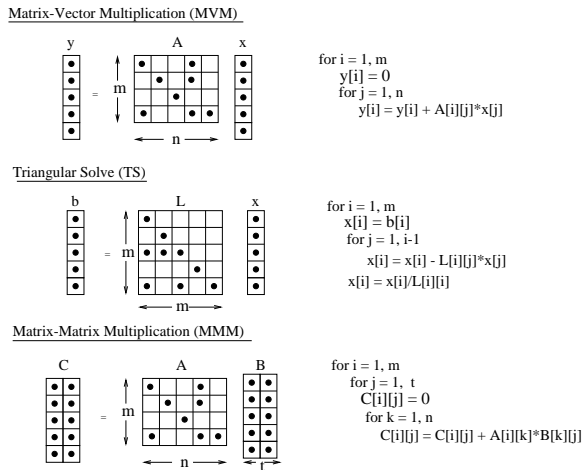 Matrix-Vector Multiplication (MVM)
y A x
m
=
n
for i = 1, m
y[i] = 0
for j = 1, n
y[i] = y[i] + A[i][j]*x[j]
Triangular Solve (TS)
b L x
m
=
m
for i = 1, m
x[i] = b[i]
for j = 1, i-1
x[i] = x[i] - L[i][j]*x[j]
x[i] = x[i]/L[i][i]
Matrix-Matrix Multiplication (MMM)
C A B
m
=
n t
for i = 1, m
for j = 1, t
C[i][j] = 0
for k = 1, n
C[i][j] = C[i][j] + A[i][k]*B[k][j]